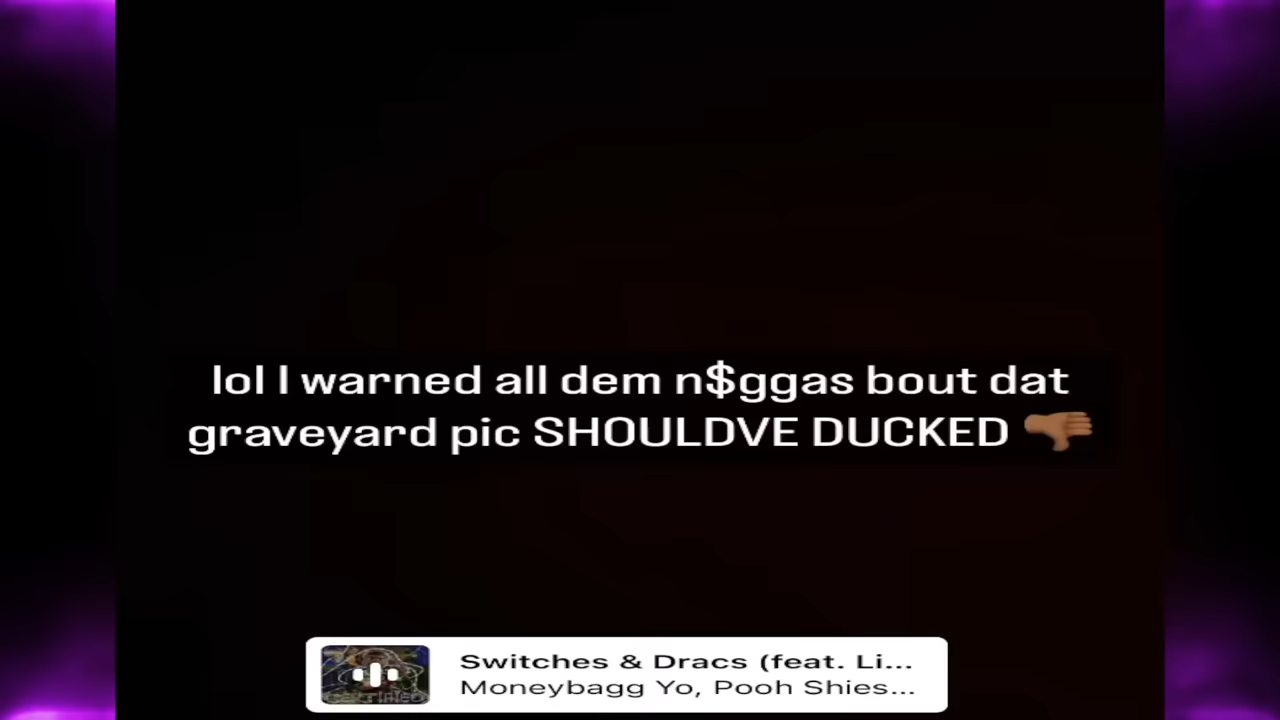 lol I warned all dem n$ggas bout dat
graveyard pic SHOULDVE DUCKED 👎🏾
Switches & Dracs (feat. Li...
Moneybagg Yo, Pooh Shies...